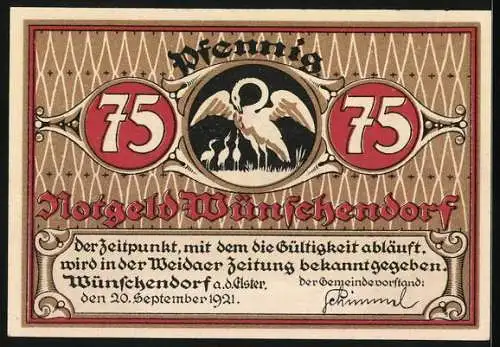 Pfennig
75 75
Notgeld Wünschendorf
der Zeitpunkt, mit dem die Gültigkeit abläuft,
wird in der Weidaer Zeitung bekanntgegeben.
Wünschendorf a.d.Elster, der Gemeindevorstand:
den 20. September 1921. Schimmel